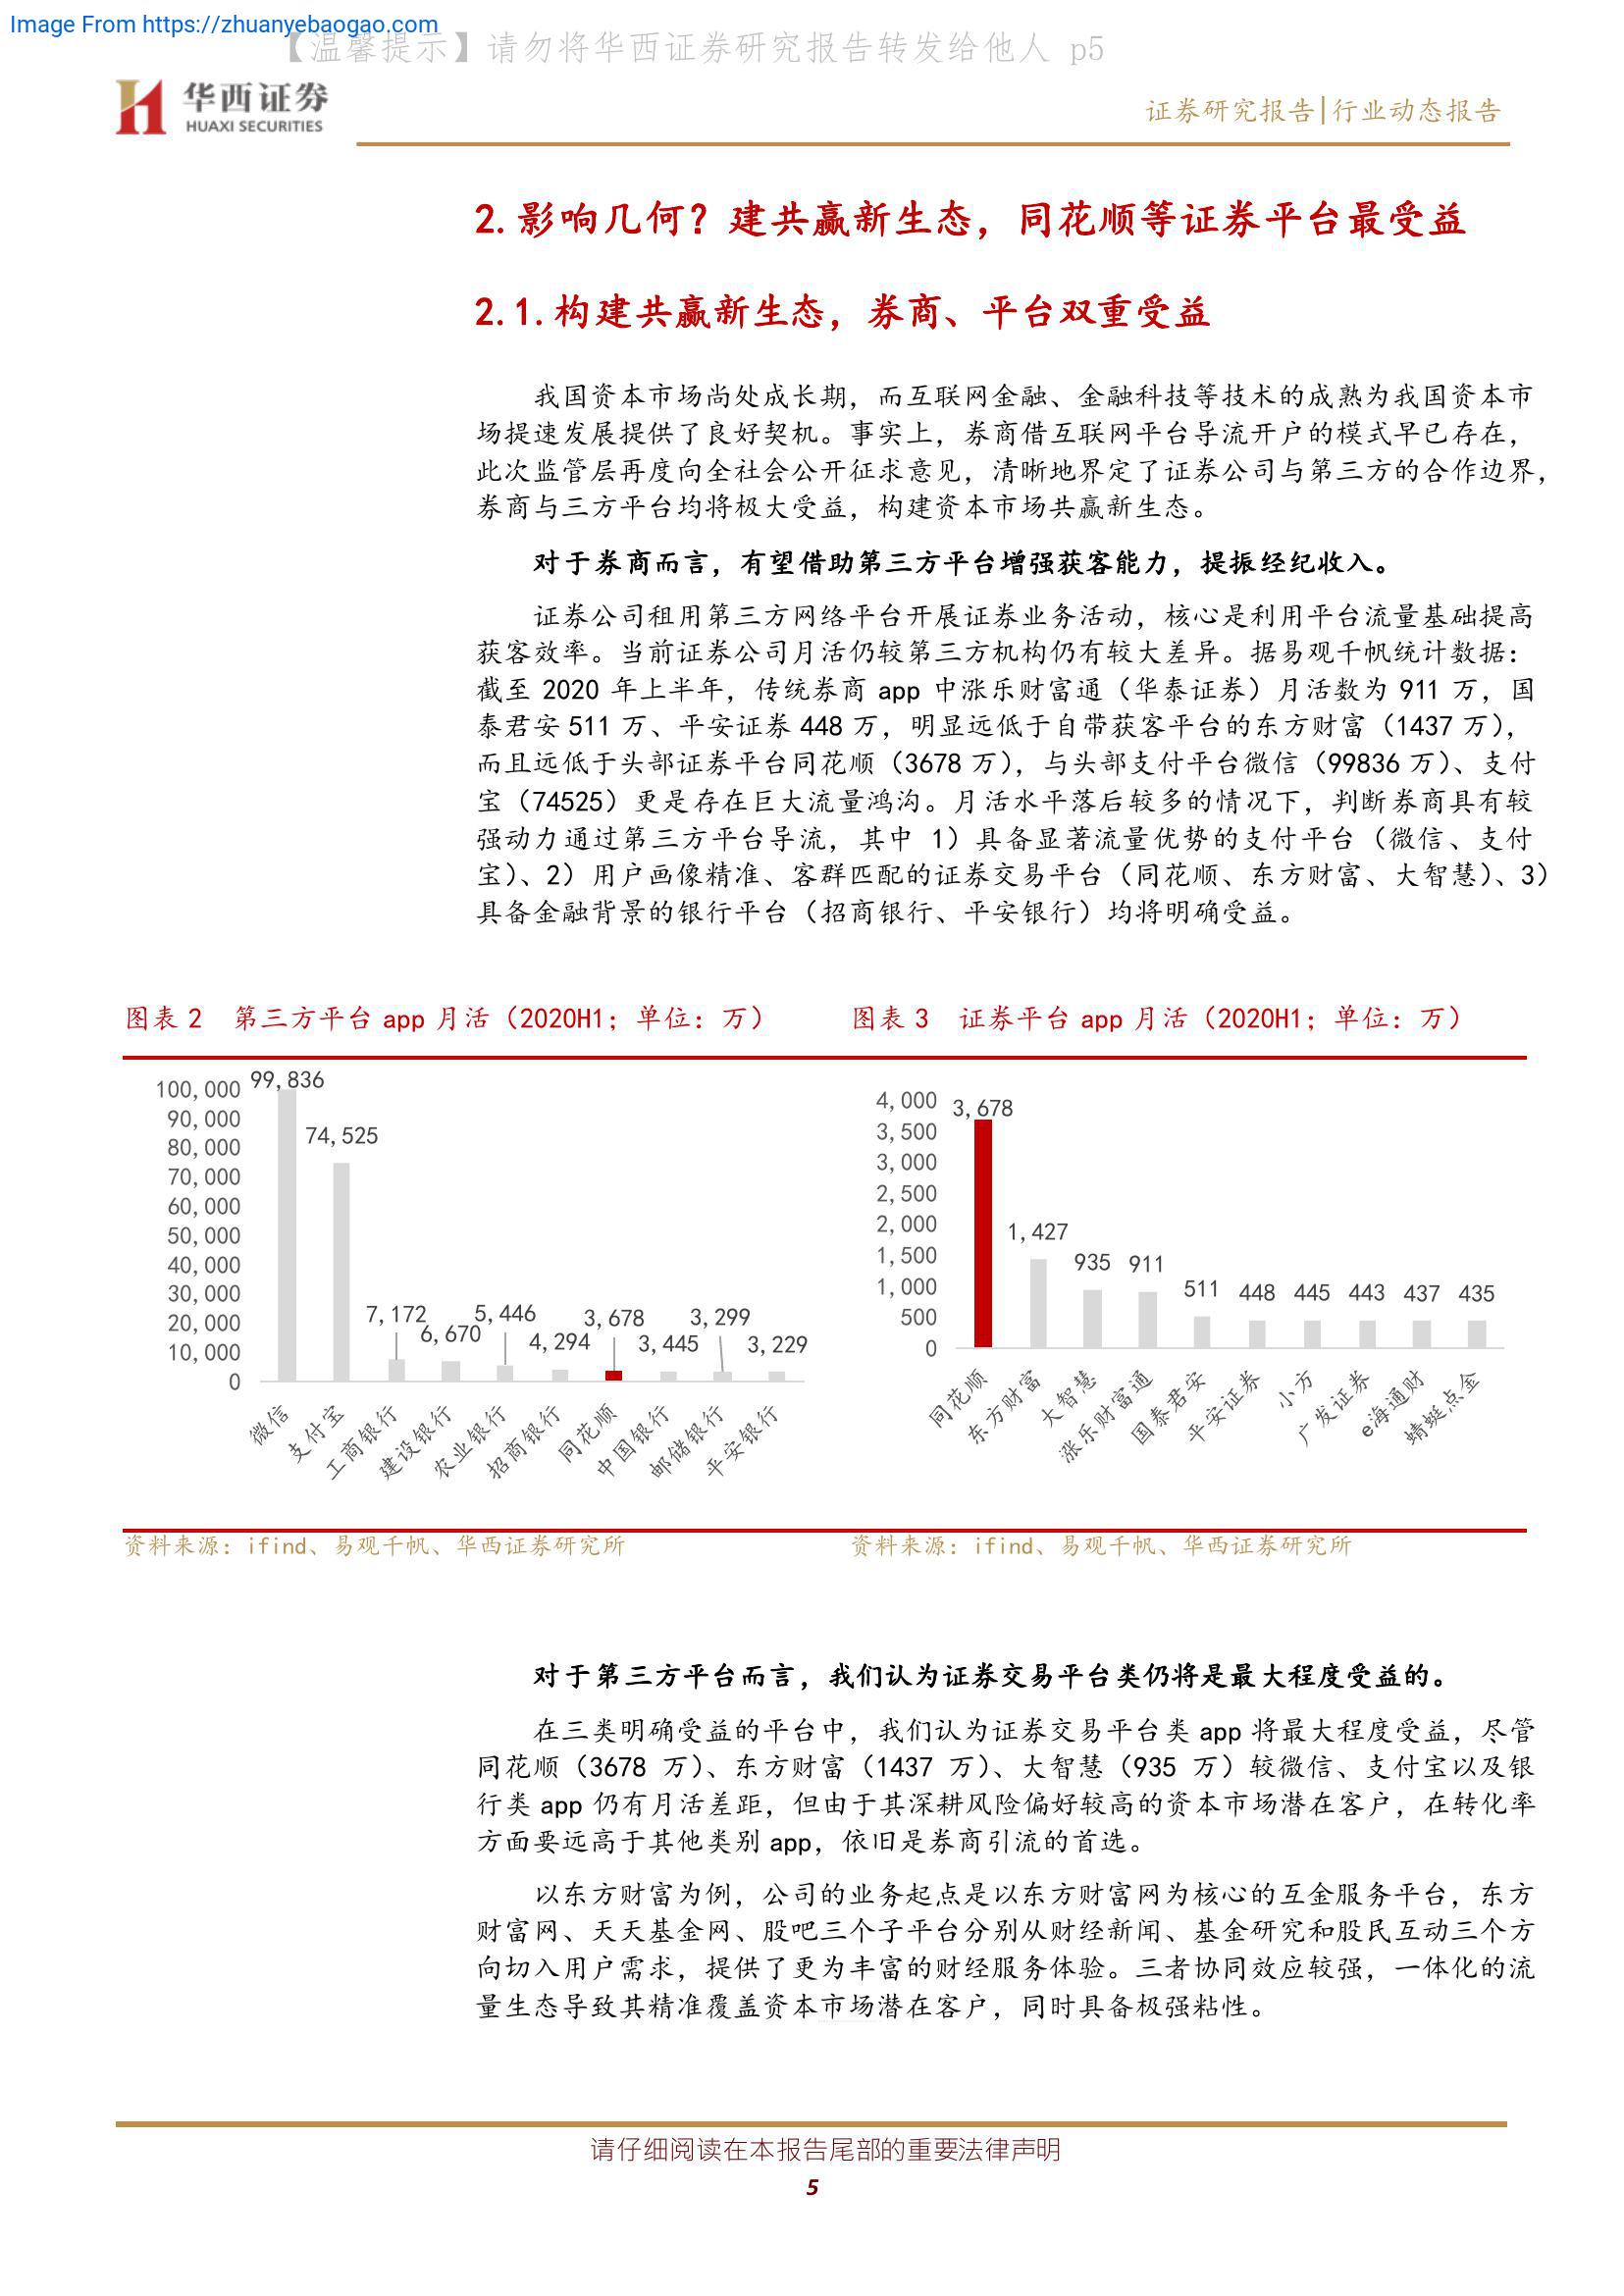 Image From https://zhuanyebaogao.com
【温馨提示】请勿将华西证券研究报告转发给他人 p5
华西证券
HUAXI SECURITIES
证券研究报告|行业动态报告
2.影响几何？建共赢新生态，同花顺等证券平台最受益
2.1.构建共赢新生态，券商、平台双重受益
我国资本市场尚处成长期，而互联网金融、金融科技等技术的成熟为我国资本市
场提速发展提供了良好契机。事实上，券商借互联网平台导流开户的模式早已存在，
此次监管层再度向全社会公开征求意见，清晰地界定了证券公司与第三方的合作边界，
券商与三方平台均将极大受益，构建资本市场共赢新生态。
对于券商而言，有望借助第三方平台增强获客能力，提振经纪收入。
证券公司租用第三方网络平台开展证券业务活动，核心是利用平台流量基础提高
获客效率。当前证券公司月活仍较第三方机构仍有较大差异。据易观千帆统计数据：
截至 2020 年上半年，传统券商 app 中涨乐财富通（华泰证券）月活数为 911 万，国
泰君安 511 万、平安证券 448 万，明显远低于自带获客平台的东方财富（1437 万），
而且远低于头部证券平台同花顺（3678 万），与头部支付平台微信（99836 万）、支付
宝（74525）更是存在巨大流量鸿沟。月活水平落后较多的情况下，判断券商具有较
强动力通过第三方平台导流，其中 1）具备显著流量优势的支付平台（微信、支付
宝）、2）用户画像精准、客群匹配的证券交易平台（同花顺、东方财富、大智慧）、3）
具备金融背景的银行平台（招商银行、平安银行）均将明确受益。
图表 2 第三方平台 app 月活（2020H1；单位：万）
100,000
90,000
80,000
70,000
60,000
50,000
40,000
30,000
20,000
10,000
0
99,836
74,525
7,172
6,670
5,446
4,294
3,678
3,445
3,299
3,229
微信
支付宝
工商银行
建设银行
农业银行
招商银行
同花顺
中国银行
邮储银行
平安银行
资料来源：ifind、易观千帆、华西证券研究所
图表 3 证券平台 app 月活（2020H1；单位：万）
4,000
3,500
3,000
2,500
2,000
1,500
1,000
500
0
3,678
1,427
935
911
511
448
445
443
437
435
同花顺
东方财富
大智慧
涨乐财富通
国泰君安
平安证券
小方
广发证券
e海通财
蜻蜓点金
资料来源：ifind、易观千帆、华西证券研究所
对于第三方平台而言，我们认为证券交易平台类仍将是最大程度受益的。
在三类明确受益的平台中，我们认为证券交易平台类 app 将最大程度受益，尽管
同花顺（3678 万）、东方财富（1437 万）、大智慧（935 万）较微信、支付宝以及银
行类 app 仍有月活差距，但由于其深耕风险偏好较高的资本市场潜在客户，在转化率
方面要远高于其他类别 app，依旧是券商引流的首选。
以东方财富为例，公司的业务起点是以东方财富网为核心的互金服务平台，东方
财富网、天天基金网、股吧三个子平台分别从财经新闻、基金研究和股民互动三个方
向切入用户需求，提供了更为丰富的财经服务体验。三者协同效应较强，一体化的流
量生态导致其精准覆盖资本市场潜在客户，同时具备极强粘性。
请仔细阅读在本报告尾部的重要法律声明
5